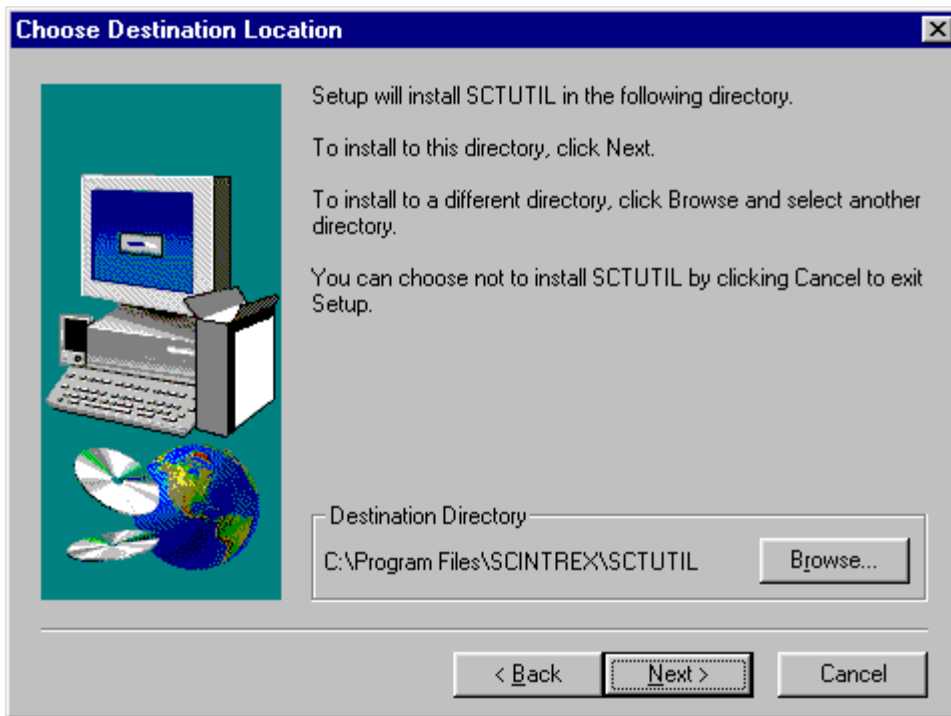 Choose Destination Location
Setup will install SCTUTIL in the following directory.
To install to this directory, click Next.
To install to a different directory, click Browse and select another
directory.
You can choose not to install SCTUTIL by clicking Cancel to exit
Setup.
Destination Directory
C:\Program Files\SCINTREX\SCTUTIL
Browse...
< Back
Next >
Cancel